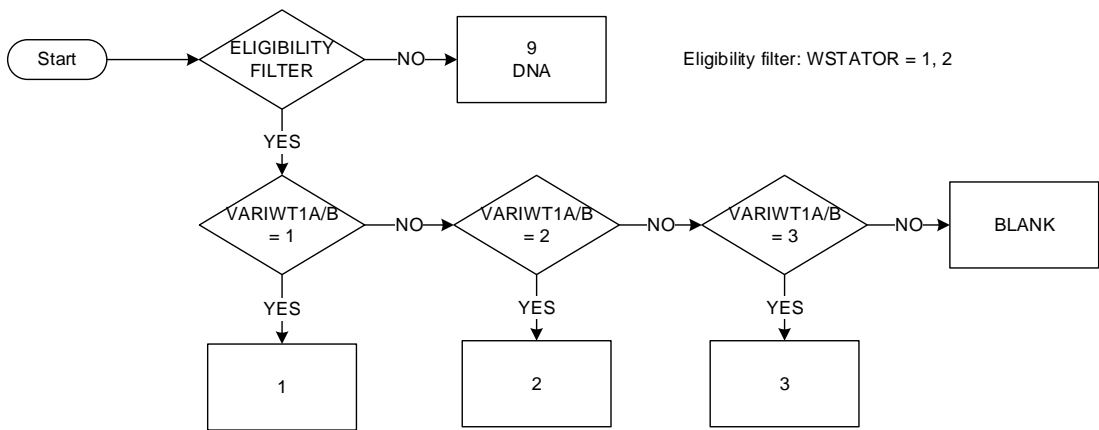 Start
ELIGIBILITY
FILTER
NO
9
DNA
Eligibility filter: WSTATOR = 1, 2
YES
VARIWT1A/B
= 1
NO
VARIWT1A/B
= 2
NO
VARIWT1A/B
= 3
NO
BLANK
YES
YES
YES
1
2
3